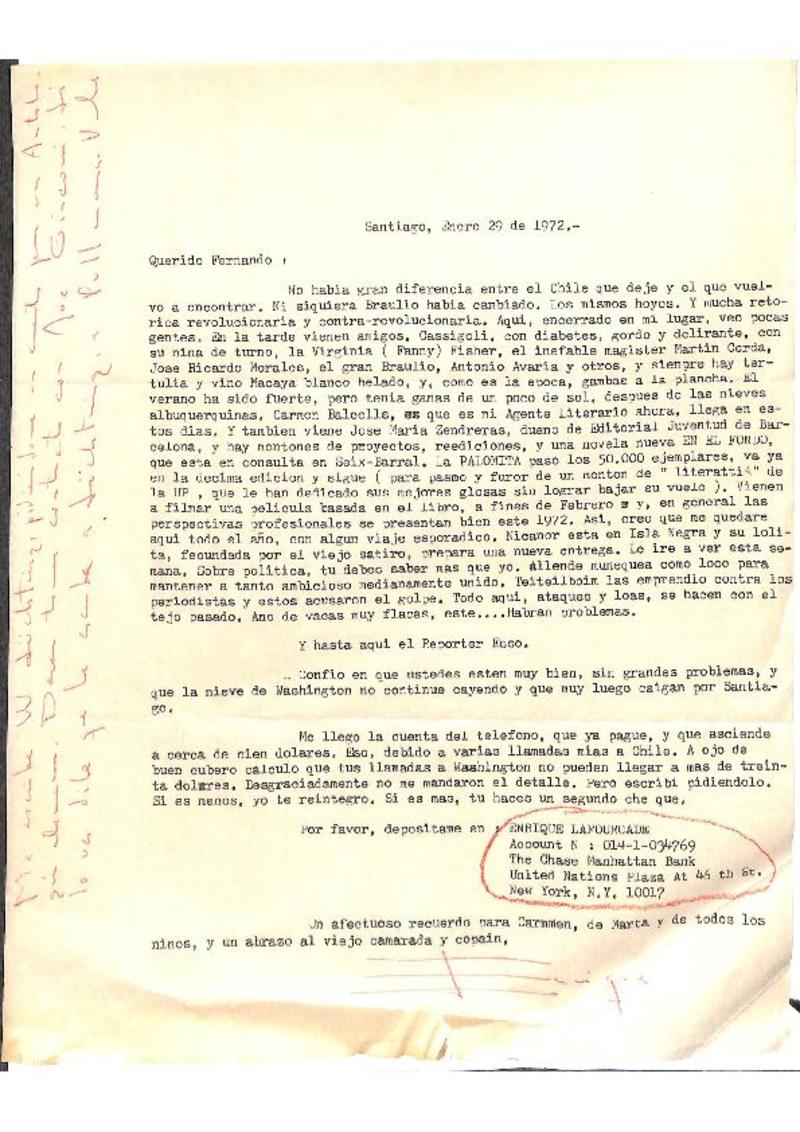 Santiago, Enero 29 de 1972.-
Querido Fernando :
No habia gran diferencia entre el Chile que deje y el que vuel-
vo a encontrar. Ni siquiera Braulio habia cambiado. Los mismos hoyos. Y mucha reto-
rica revolucionaria y contra-revolucionaria. Aqui, encerrado en mi lugar, veo pocas
gentes. En la tarde vienen amigos. Cassigoli, con diabetes, gordo y delirante, con
su nina de turno, la Virginia ( Fanny) Fisher, el inefable magister Martin Cerda,
Jose Ricardo Morales, el gran Braulio, Antonio Avaria y otros, y siempre hay ter-
tulia y vino Macaya blanco helado, y, como es la epoca, gambas a la plancha. El
verano ha sido fuerte, pero tenia ganas de un poco de sol, despues de las nieves
albuquerquinas. Carmen Balcells, es que es mi Agente Literario ahora, llega en es-
tos dias. Y tambien viene Jose Maria Zendreras, dueno de Editorial Juventud de Bar-
celona, y hay montones de proyectos, reediciones, y una novela nueva EN EL FONDO,
que esta en consulta en Seix-Barral. La PALOMITA paso los 50.000 ejemplares, va ya
en la decima edicion y sigue ( para pasmo y furor de un monton de " literatti" de
la UP , que le han dedicado sus mejores glosas sin lograr bajar su vuelo ). Vienen
a filmar una pelicula basada en el libro, a fines de Febrero y, en general las
perspectivas profesionales se presentan bien este 1972. Asi, creo que me quedare
aqui todo el año, con algun viaje esporadico. Nicanor esta en Isla Negra y su loli-
ta, fecundada por el viejo satiro, prepara una nueva entrega. Le ire a ver esta se-
mana. Sobre politica, tu debes saber mas que yo. Allende munequea como loco para
mantener a tanto ambicioso medianamente unido. Teitelboim las emprendio contra los
periodistas y estos acusaron el golpe. Todo aqui, ataques y loas, se hacen con el
tejo pasado. Ano de vacas muy flacas, este....Habran problemas.
Y hasta aqui el Reporter Esso.
.. Confio en que ustedes esten muy bien, sin grandes problemas, y
que la nieve de Washington no continue cayendo y que muy luego caigan por Santia-
go.
Me llego la cuenta del telefono, que ya pague, y que asciende
a cerca de cien dolares. Eso, debido a varias llamadas mias a Chile. A ojo de
buen cubero calculo que tus llamadas a Washington no pueden llegar a mas de trein-
ta dolares. Desgraciadamente no me mandaron el detalle. Pero escribi pidiendolo.
Si es menos, yo te reintegro. Si es mas, tu haces un segundo che que.
Por favor, depositame en : ENRIQUE LAFOURCADE
Account N : 014-1-034769
The Chase Manhattan Bank
United Nations Plaza At 46 th St.
New York, N.Y. 10017
Un afectuoso recuerdo para Carmmen, de Marta y de todos los
ninos, y un abrazo al viejo camarada y copain,